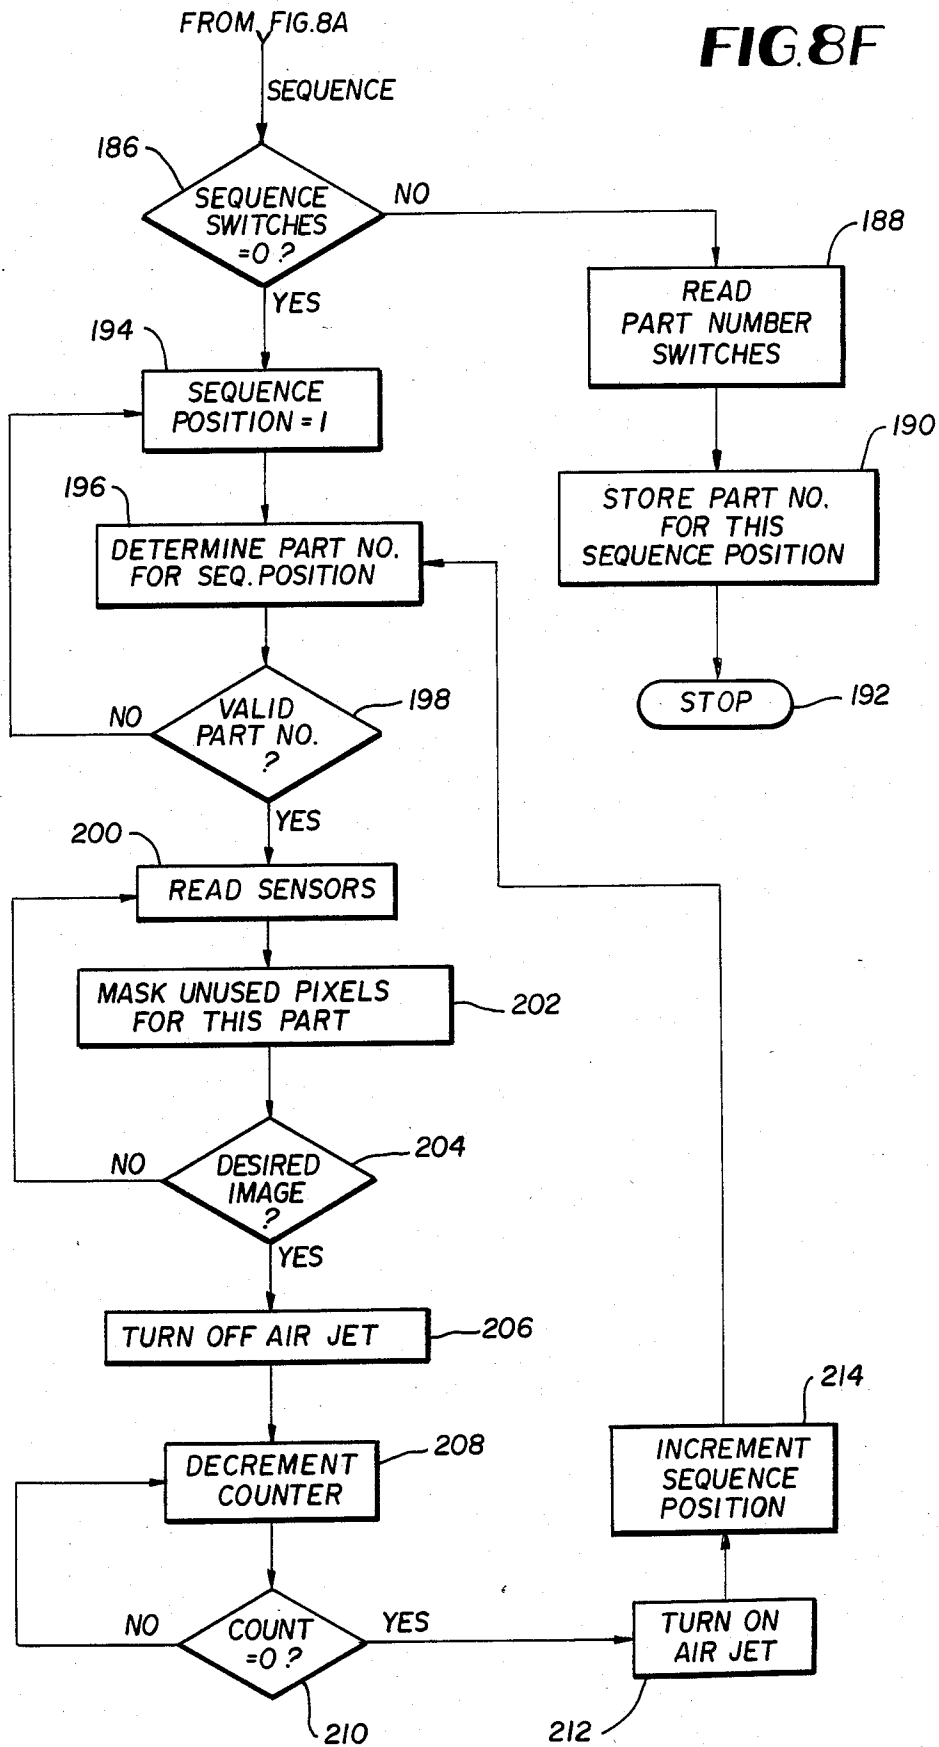 FROM FIG.8A
FIG.8F
SEQUENCE
186
SEQUENCE
SWITCHES
=0 ?
NO
YES
188
READ
PART NUMBER
SWITCHES
190
STORE PART NO.
FOR THIS
SEQUENCE POSITION
STOP
192
194
SEQUENCE
POSITION = 1
196
DETERMINE PART NO.
FOR SEQ. POSITION
198
VALID
PART NO.
?
NO
YES
200
READ SENSORS
MASK UNUSED PIXELS
FOR THIS PART
202
204
DESIRED
IMAGE
?
NO
YES
TURN OFF AIR JET
206
208
DECREMENT
COUNTER
COUNT
=0 ?
NO
YES
210
TURN ON
AIR JET
212
214
INCREMENT
SEQUENCE
POSITION